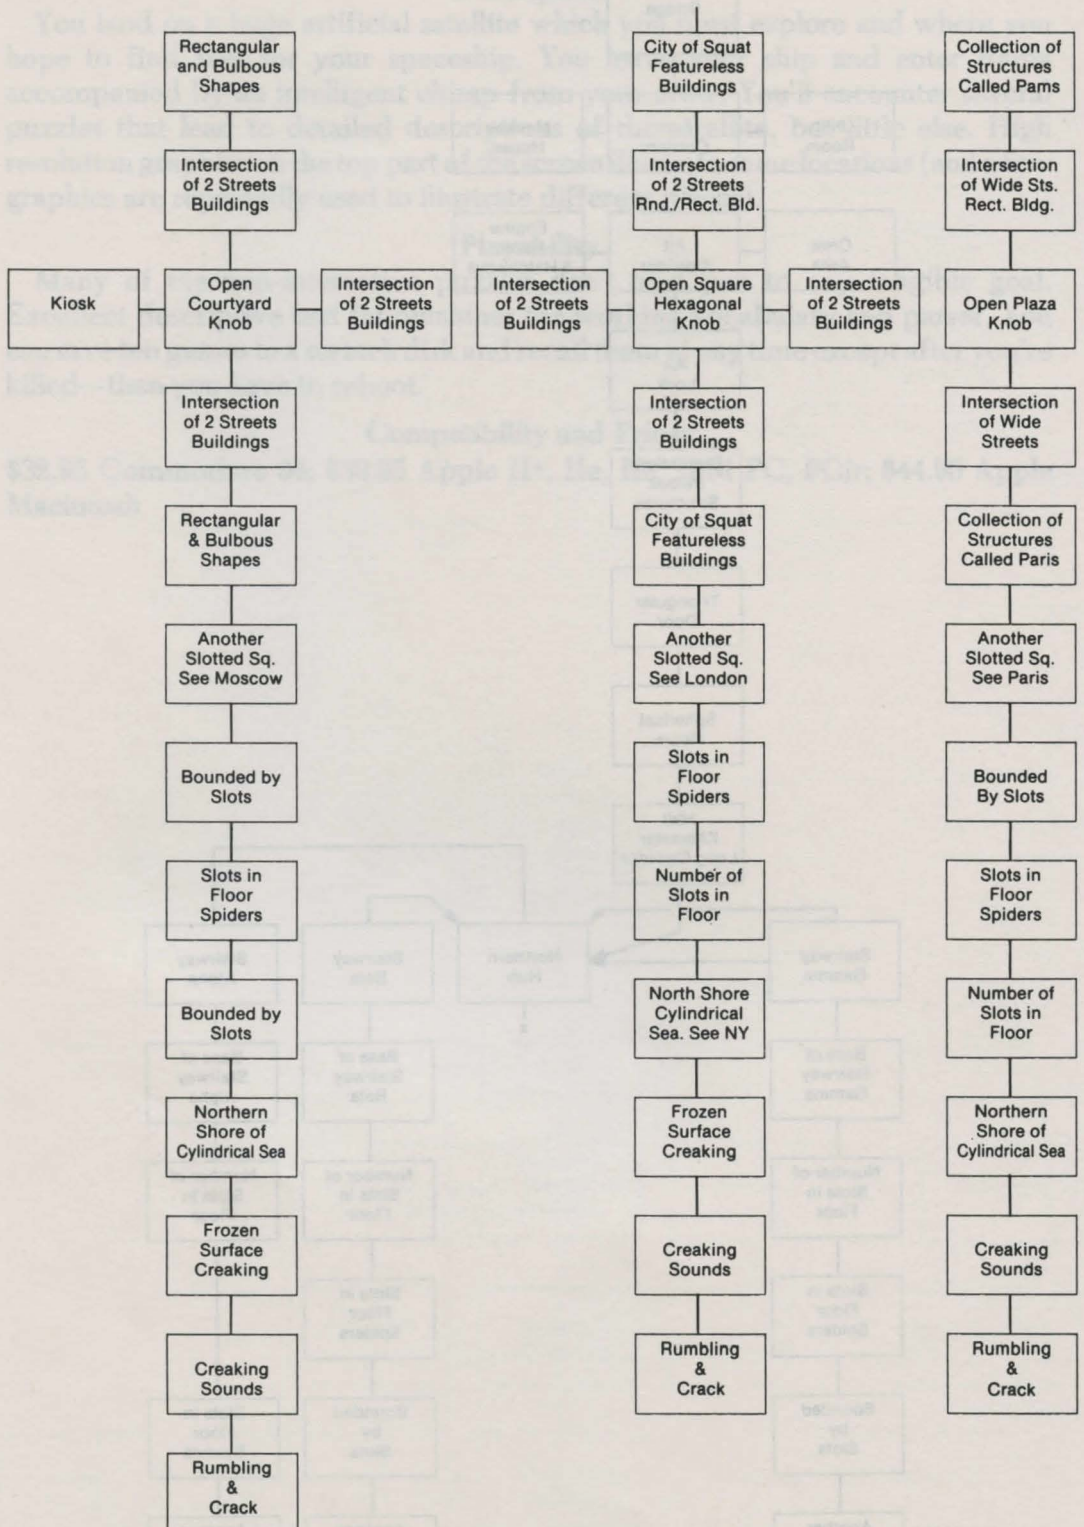 Rectangular
and Bulbous
Shapes
Intersection
of 2 Streets
Buildings
Kiosk
Open
Courtyard
Knob
Intersection
of 2 Streets
Buildings
Intersection
of 2 Streets
Buildings
Rectangular
& Bulbous
Shapes
Another
Slotted Sq.
See Moscow
Bounded by
Slots
Slots in
Floor
Spiders
Bounded by
Slots
Northern
Shore of
Cylindrical Sea
Frozen
Surface
Creaking
Creaking
Sounds
Rumbling
&
Crack
City of Squat
Featureless
Buildings
Intersection
of 2 Streets
Rnd./Rect. Bld.
Intersection
of 2 Streets
Buildings
Open Square
Hexagonal
Knob
Intersection
of 2 Streets
Buildings
Intersection
of 2 Streets
Buildings
City of Squat
Featureless
Buildings
Another
Slotted Sq.
See London
Slots in
Floor
Spiders
Number of
Slots in
Floor
North Shore
Cylindrical
Sea. See NY
Frozen
Surface
Creaking
Creaking
Sounds
Rumbling
&
Crack
Collection of
Structures
Called Pams
Intersection
of Wide Sts.
Rect. Bldg.
Open Plaza
Knob
Intersection
of Wide
Streets
Collection of
Structures
Called Paris
Another
Slotted Sq.
See Paris
Bounded
By Slots
Slots in
Floor
Spiders
Number of
Slots in
Floor
Northern
Shore of
Cylindrical Sea
Creaking
Sounds
Rumbling
&
Crack